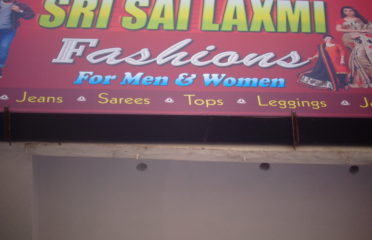 SRI SAI LAXMI
Fashions
For Men & Women
Jeans Sarees Tops Leggings